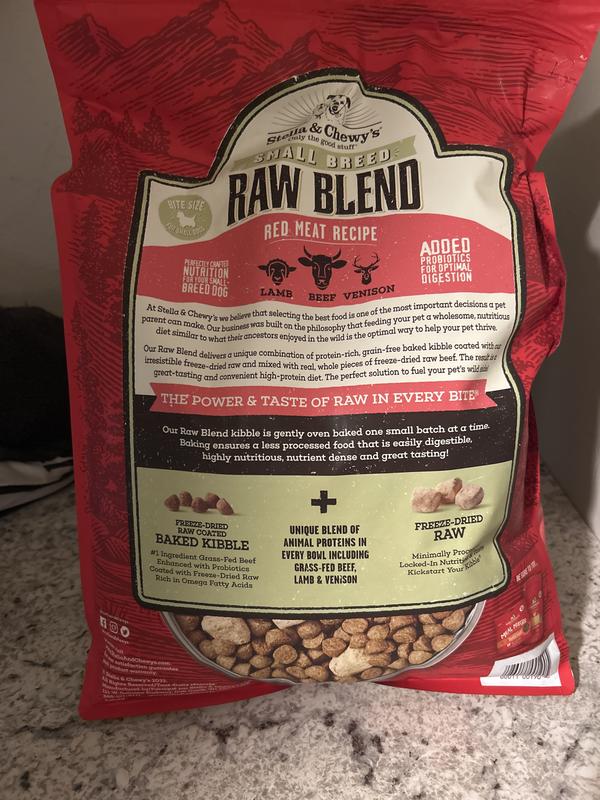 Stella & Chewy's
Only the good stuff
SMALL BREED
RAW BLEND
BITE SIZE
FOR SMALL DOGS
RED MEAT RECIPE
PERFECTLY CRAFTED
NUTRITION
FOR YOUR SMALL-
BREED DOG
LAMB BEEF VENISON
ADDED
PROBIOTICS
FOR OPTIMAL
DIGESTION
At Stella & Chewy's we believe that selecting the best food is one of the most important decisions a pet
parent can make. Our business was built on the philosophy that feeding your pet a wholesome, nutritious
diet similar to what their ancestors enjoyed in the wild is the optimal way to help your pet thrive.
Our Raw Blend delivers a unique combination of protein-rich, grain-free baked kibble coated with our
irresistible freeze-dried raw and mixed with real, whole pieces of freeze-dried raw beef. The result is a
great-tasting and convenient high-protein diet. The perfect solution to fuel your pet's wild side!
THE POWER & TASTE OF RAW IN EVERY BITE
Our Raw Blend kibble is gently oven baked one small batch at a time.
Baking ensures a less processed food that is easily digestible,
highly nutritious, nutrient dense and great tasting!
FREEZE-DRIED
RAW COATED
BAKED KIBBLE
#1 Ingredient Grass-Fed Beef
Enhanced with Probiotics
Coated with Freeze-Dried Raw
Rich in Omega Fatty Acids
+
UNIQUE BLEND OF
ANIMAL PROTEINS IN
EVERY BOWL INCLUDING
GRASS-FED BEEF,
LAMB & VENISON
FREEZE-DRIED
RAW
Minimally
Locked-In
Kickstart Your Kibble
MEAL MIXERS
satisfaction guarantee
product warranty.